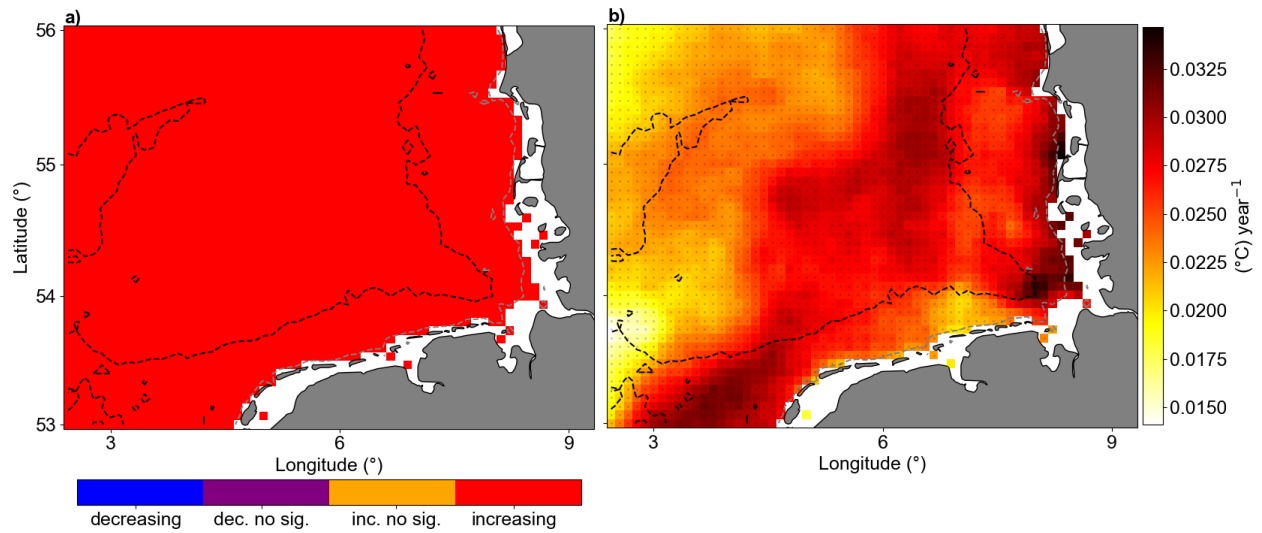 a)
b)
56
55
54
53
Latitude (°)
3
6
9
Longitude (°)
3
6
9
Longitude (°)
0.0325
0.0300
0.0275
0.0250
0.0225
0.0200
0.0175
0.0150
(°C) year⁻¹
decreasing
dec. no sig.
inc. no sig.
increasing